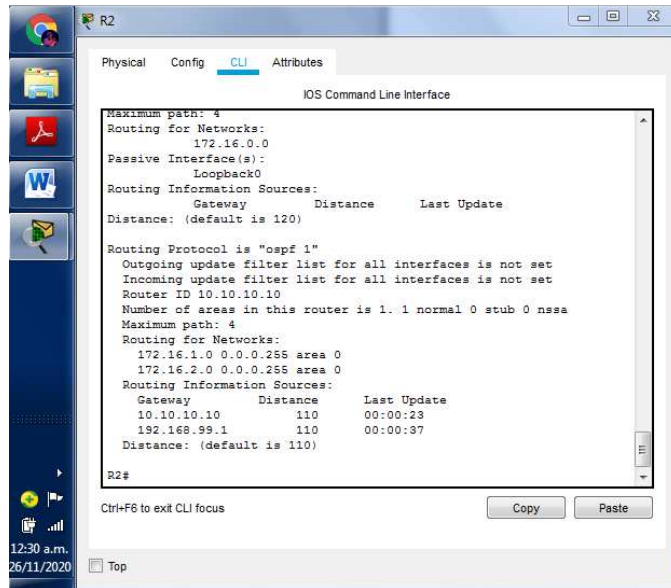 R2
Physical Config CLI Attributes
IOS Command Line Interface
Maximum path: 4
Routing for Networks:
172.16.0.0
Passive Interface(s):
Loopback0
Routing Information Sources:
Gateway Distance Last Update
Distance: (default is 120)
Routing Protocol is "ospf 1"
Outgoing update filter list for all interfaces is not set
Incoming update filter list for all interfaces is not set
Router ID 10.10.10.10
Number of areas in this router is 1. 1 normal 0 stub 0 nssa
Maximum path: 4
Routing for Networks:
172.16.1.0 0.0.0.255 area 0
172.16.2.0 0.0.0.255 area 0
Routing Information Sources:
Gateway Distance Last Update
10.10.10.10 110 00:00:23
192.168.99.1 110 00:00:37
Distance: (default is 110)
R2#
Ctrl+F6 to exit CLI focus
Copy Paste
Top
12:30 a.m.
26/11/2020